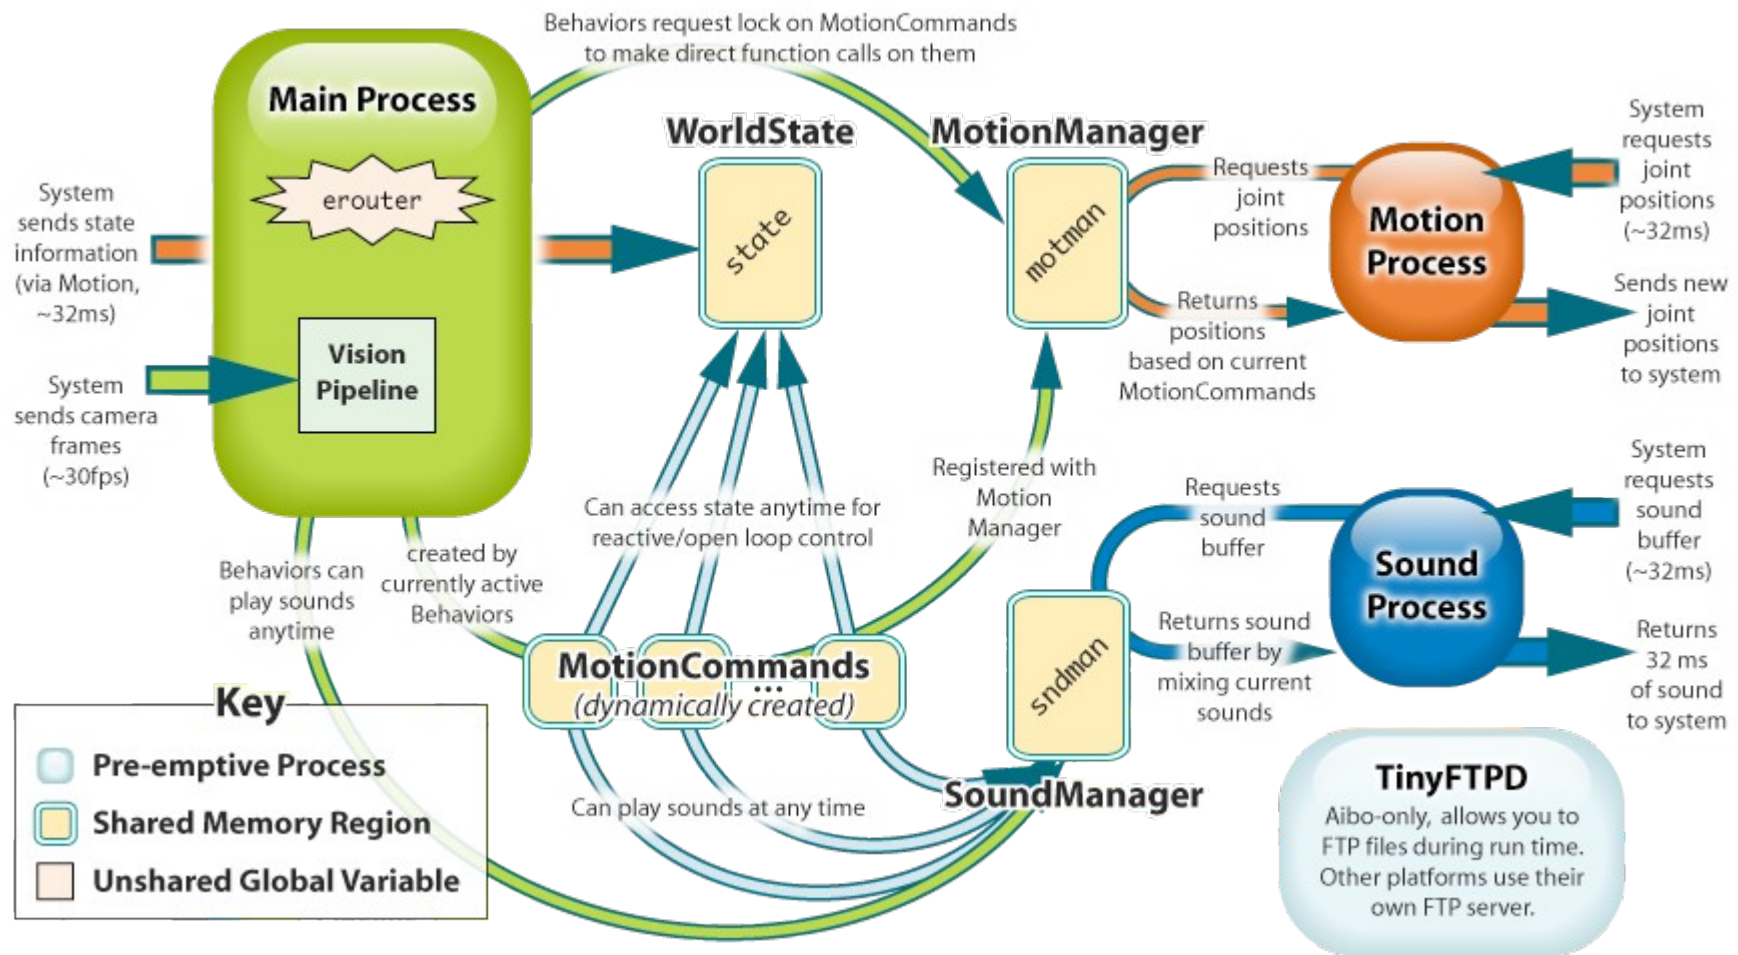 Behaviors request lock on MotionCommands
to make direct function calls on them
Main Process
erouter
Vision
Pipeline
System
sends state
information
(via Motion,
~32ms)
System
sends camera
frames
(~30fps)
WorldState
state
MotionManager
motman
Requests
joint
positions
Returns
positions
based on current
MotionCommands
Motion
Process
System
requests
joint
positions
(~32ms)
Sends new
joint
positions
to system
Can access state anytime for
reactive/open loop control
Registered with
Motion
Manager
Behaviors can
play sounds
anytime
created by
currently active
Behaviors
MotionCommands
...
(dynamically created)
Can play sounds at any time
Requests
sound
buffer
Returns sound
buffer by
mixing current
sounds
sndman
SoundManager
Sound
Process
System
requests
sound
buffer
(~32ms)
Returns
32 ms
of sound
to system
Key
Pre-emptive Process
Shared Memory Region
Unshared Global Variable
TinyFTPD
Aibo-only, allows you to
FTP files during run time.
Other platforms use their
own FTP server.